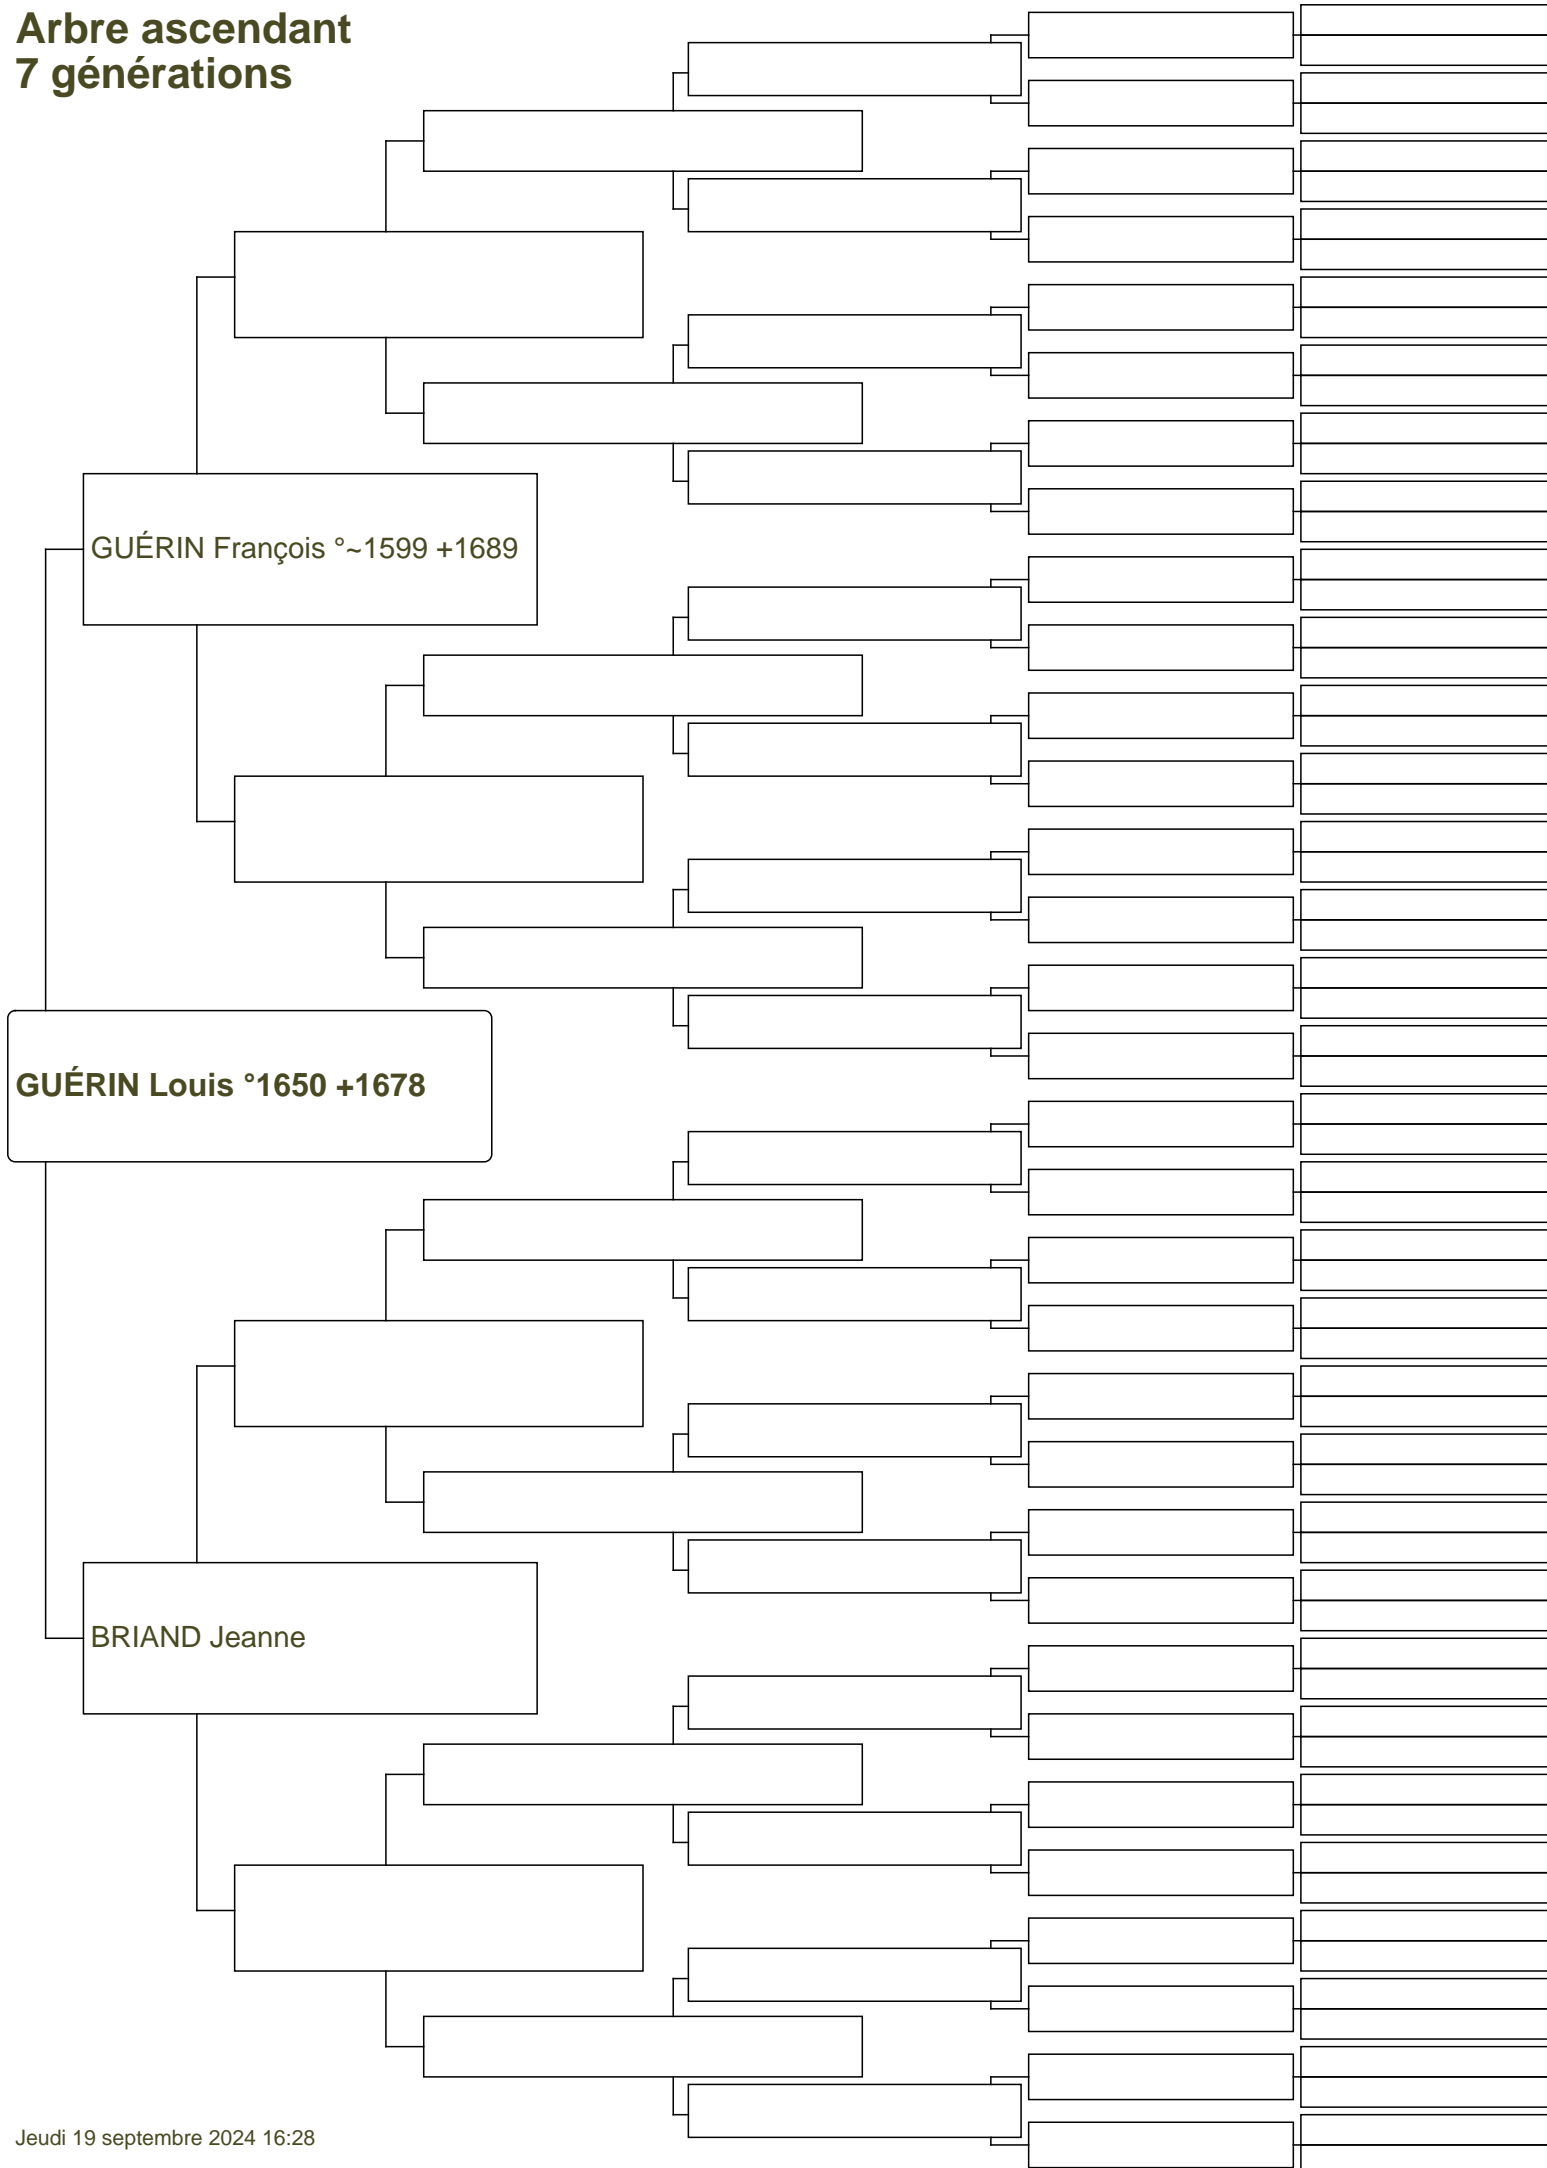 Arbre ascendant
7 générations
GUÉRIN François °~1599 +1689
GUÉRIN Louis °1650 +1678
BRIAND Jeanne
Jeudi 19 septembre 2024 16:28